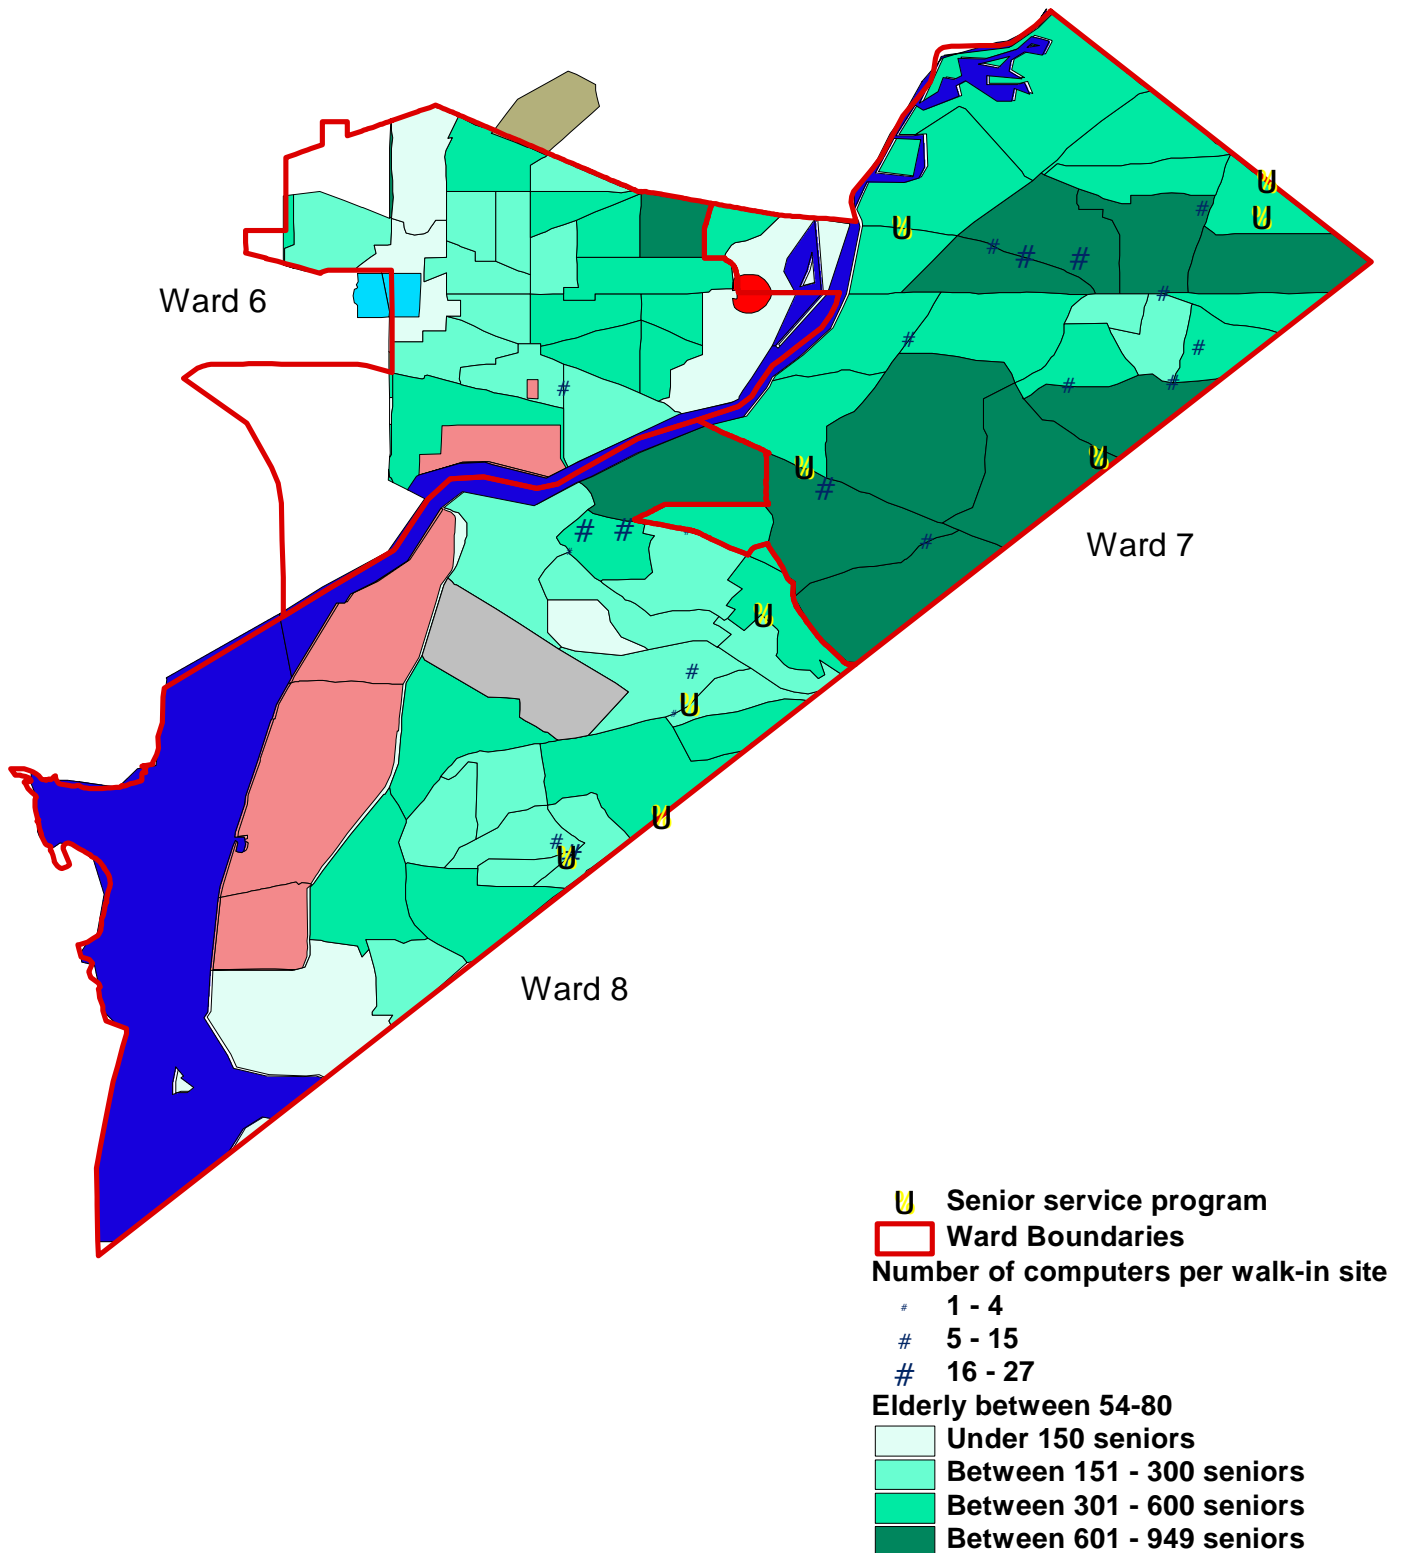 Ward 6
Ward 7
Ward 8
U Senior service program
Ward Boundaries
Number of computers per walk-in site
# 1 - 4
# 5 - 15
# 16 - 27
Elderly between 54-80
Under 150 seniors
Between 151 - 300 seniors
Between 301 - 600 seniors
Between 601 - 949 seniors